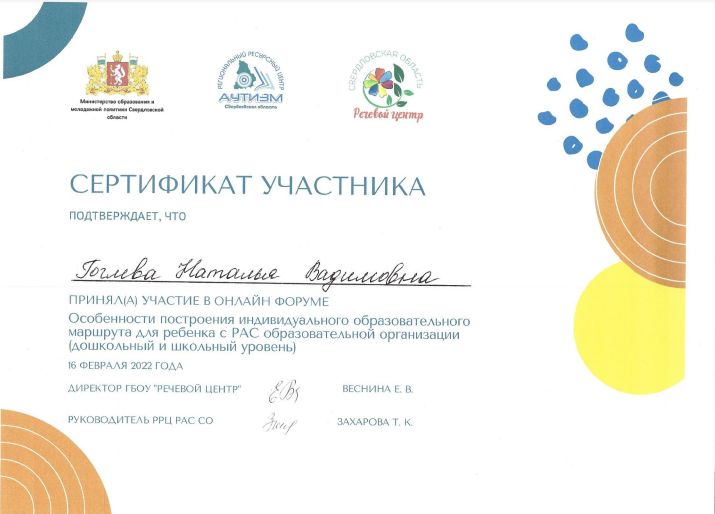 Министерство образования и
молодежной политики Свердловской
области
РЕГИОНАЛЬНЫЙ РЕСУРСНЫЙ ЦЕНТР
АУТИЗМ
Свердловская область
СВЕРДЛОВСКАЯ ОБЛАСТЬ
Речевой центр
СЕРТИФИКАТ УЧАСТНИКА
ПОДТВЕРЖДАЕТ, ЧТО
Гоглева Наталья Вадимовна
ПРИНЯЛ(А) УЧАСТИЕ В ОНЛАЙН ФОРУМЕ
Особенности построения индивидуального образовательного
маршрута для ребенка с РАС образовательной организации
(дошкольный и школьный уровень)
16 ФЕВРАЛЯ 2022 ГОДА
ДИРЕКТОР ГБОУ "РЕЧЕВОЙ ЦЕНТР" ВЕСНИНА Е. В.
РУКОВОДИТЕЛЬ РРЦ РАС СО ЗАХАРОВА Т. К.